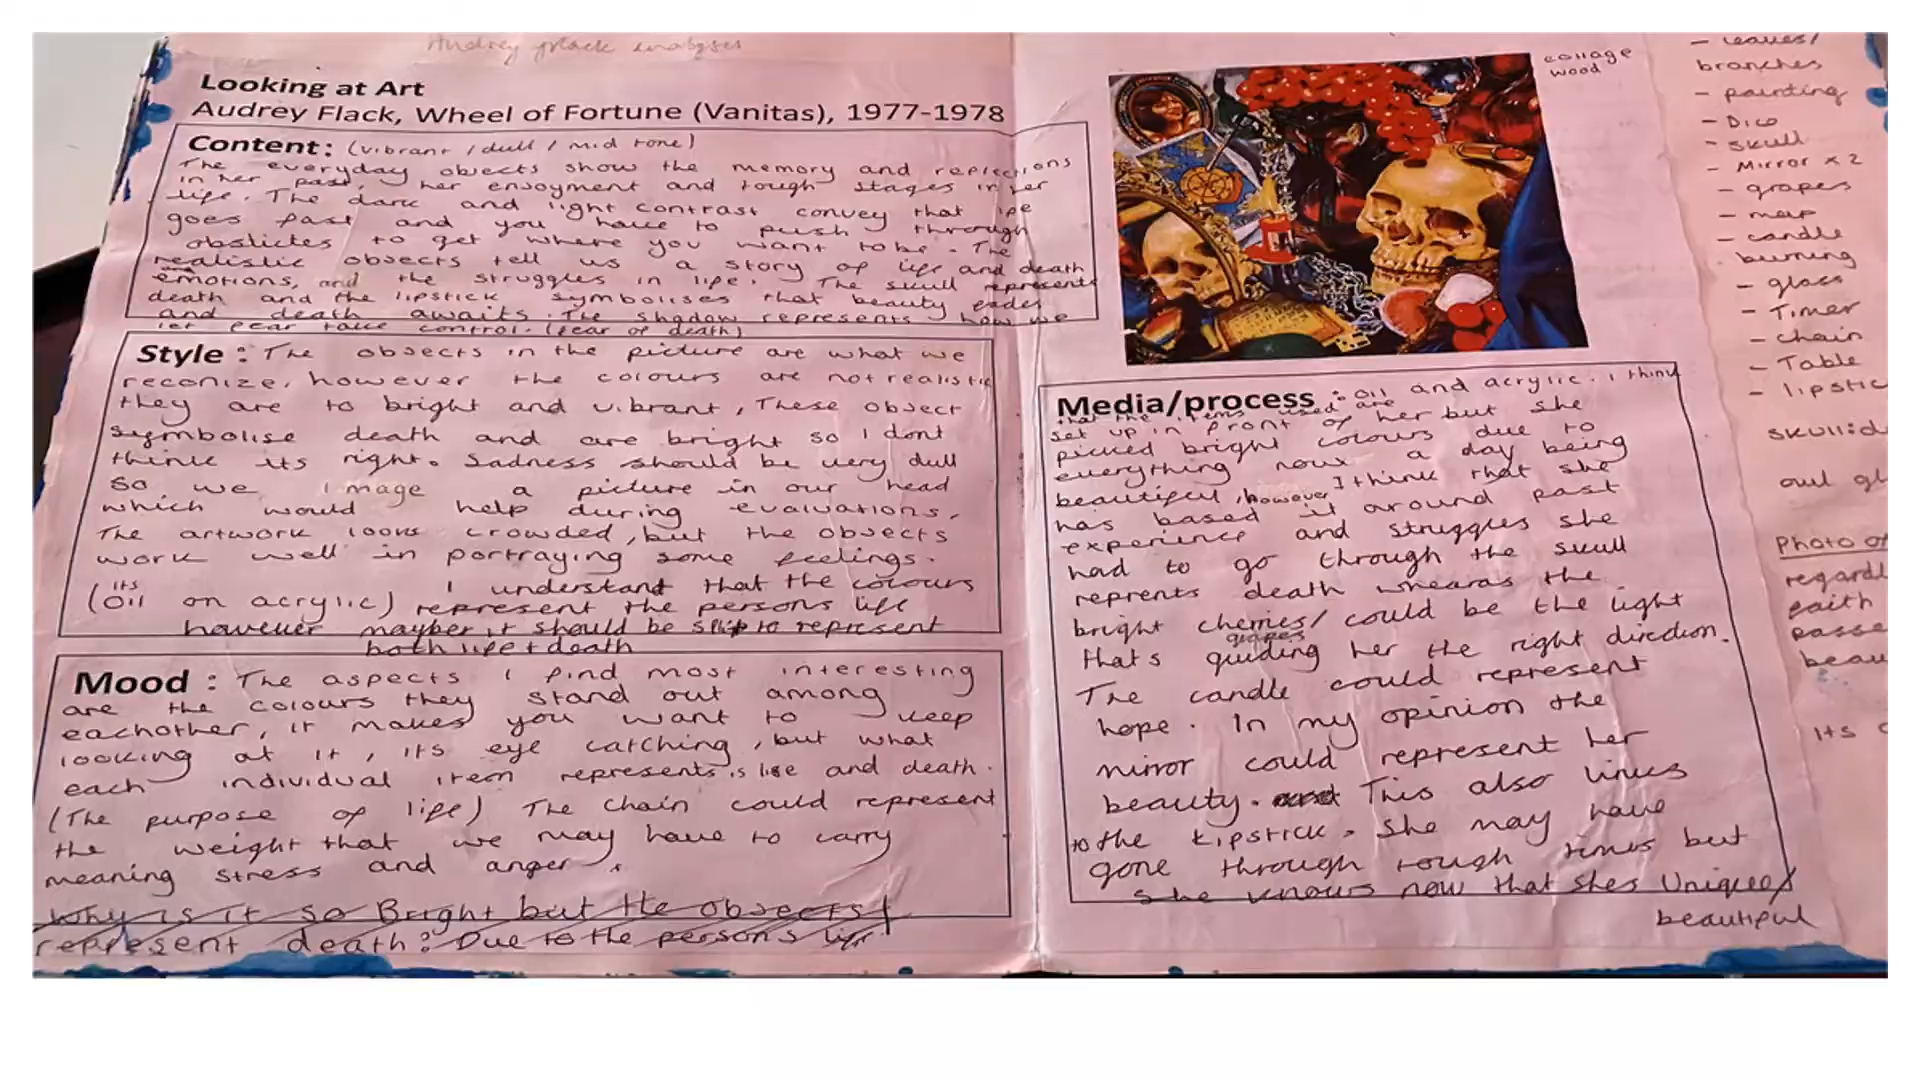 Audrey Flack analyses
Looking at Art
Audrey Flack, Wheel of Fortune (Vanitas), 1977-1978
Content: (vibrant / dull / mid tone)
The everyday objects show the memory and reflections
in her past, her enjoyment and tough stages in her
life. The dark and light contrast convey that
goes past and you have to push through
obsticles to get where you want to be. The
realistic objects tell us a story of life and death
emotions, and the struggles in life. The skull represents
death and the lipstick symbolises that beauty fades
and death awaits. The shadow represents how we
let fear take control. (fear of death)
Style: The objects in the picture are what we
reconize, however the colours are not realistic
they are to bright and vibrant, These object
symbolise death and are bright so I dont
think its right. Sadness should be very dull
so we image a picture in our head
which would help during evaluations.
The artwork looks crowded, but the objects
work well in portraying some feelings.
(its oil on acrylic) I understand that the colours
represent the persons life
however mayber it should be split to represent
both life + death
Mood: The aspects I find most interesting
are the colours they stand out among
eachother, it makes you want to keep
looking at it, its eye catching, but what
each individual item represents is life and death.
(The purpose of life) The chain could represent
the weight that we may have to carry
meaning stress and anger.
Why is it so Bright but the objects
represent death: Due to the persons life
collage
wood
Media/process: oil and acrylic. I think
that the items used are
set up in front of her but she
picked bright colours due to
everything now a day being
beautiful, however I think that she
has based it around past
experience and struggles she
had to go through the skull
reprents death whearas the
bright cherries/grapes could be the light
thats guiding her the right direction.
The candle could represent
hope. In my opinion the
mirror could represent her
beauty. This also links
to the lipstick. She may have
gone through tough times but
she knows now that shes Unique/
beautiful
- leaves/
branches
- painting
- Dice
- skull
- Mirror x2
- grapes
- map
- candle
burning
- glass
- Timer
- chain
- Table
- lipstic
skull:d
owl gl
Photo of
regardl
faith
passe
beau
Its